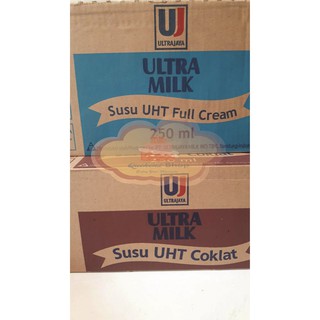 UJ
ULTRAJAYA
ULTRA
MILK
Susu UHT Full Cream
250 ml
UJ
ULTRAJAYA
ULTRA
MILK
Susu UHT Coklat